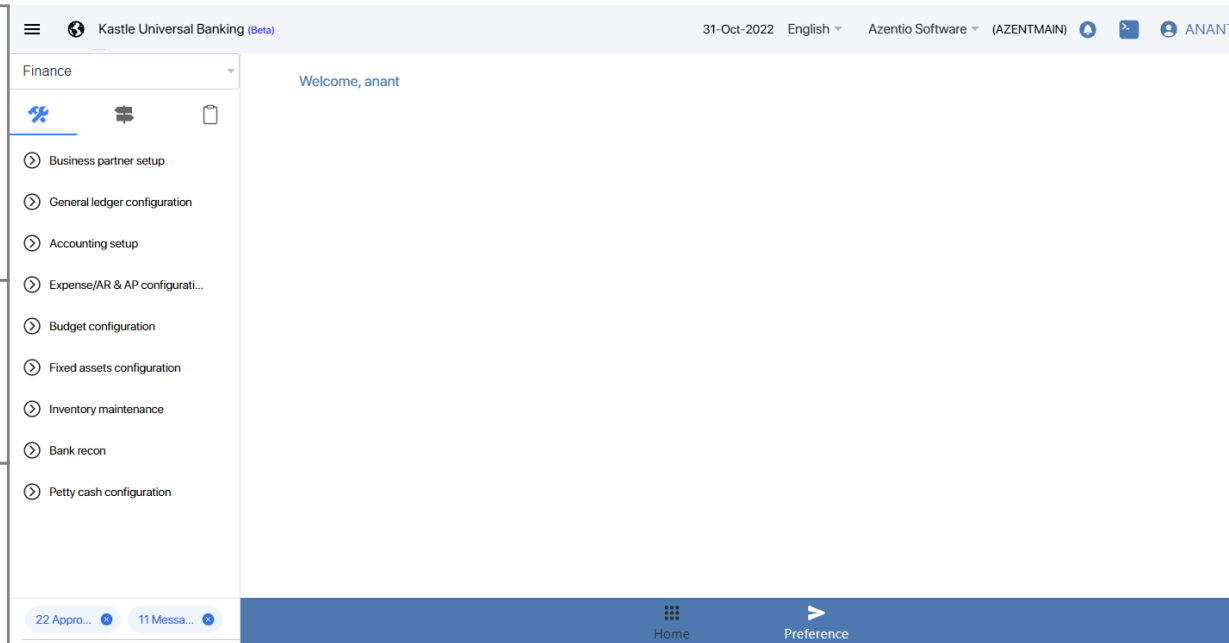 Kastle Universal Banking (Beta)
31-Oct-2022 English Azentio Software (AZENTMAIN) ANANT
Finance
Welcome, anant
Business partner setup
General ledger configuration
Accounting setup
Expense/AR & AP configurati...
Budget configuration
Fixed assets configuration
Inventory maintenance
Bank recon
Petty cash configuration
22 Appro... 11 Messa...
Home Preference